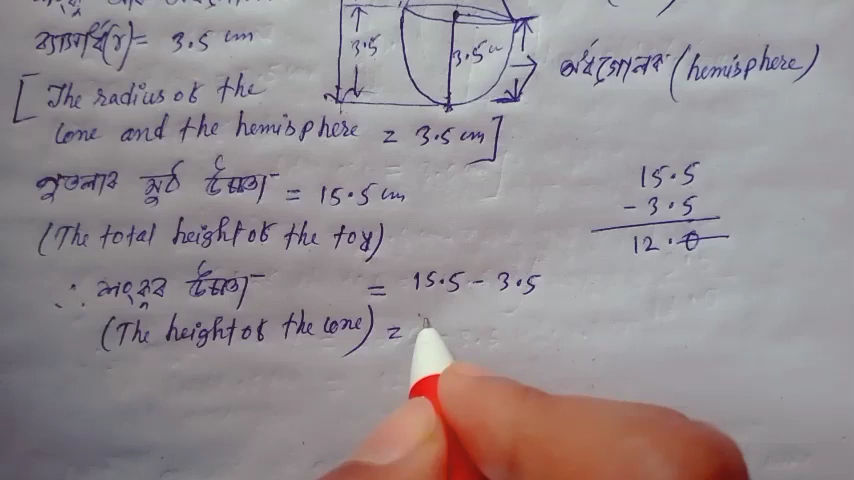 ব্যাসার্ধ(r) = 3.5 cm
3.5
3.5
অর্ধগোলক (hemisphere)
[The radius of the
cone and the hemisphere = 3.5 cm]
পুতলাৰ মুঠ উচ্চতা = 15.5 cm
(The total height of the toy)
15.5
- 3.5
12.0
∴ শংকুৰ উচ্চতা = 15.5 - 3.5
(The height of the cone) =